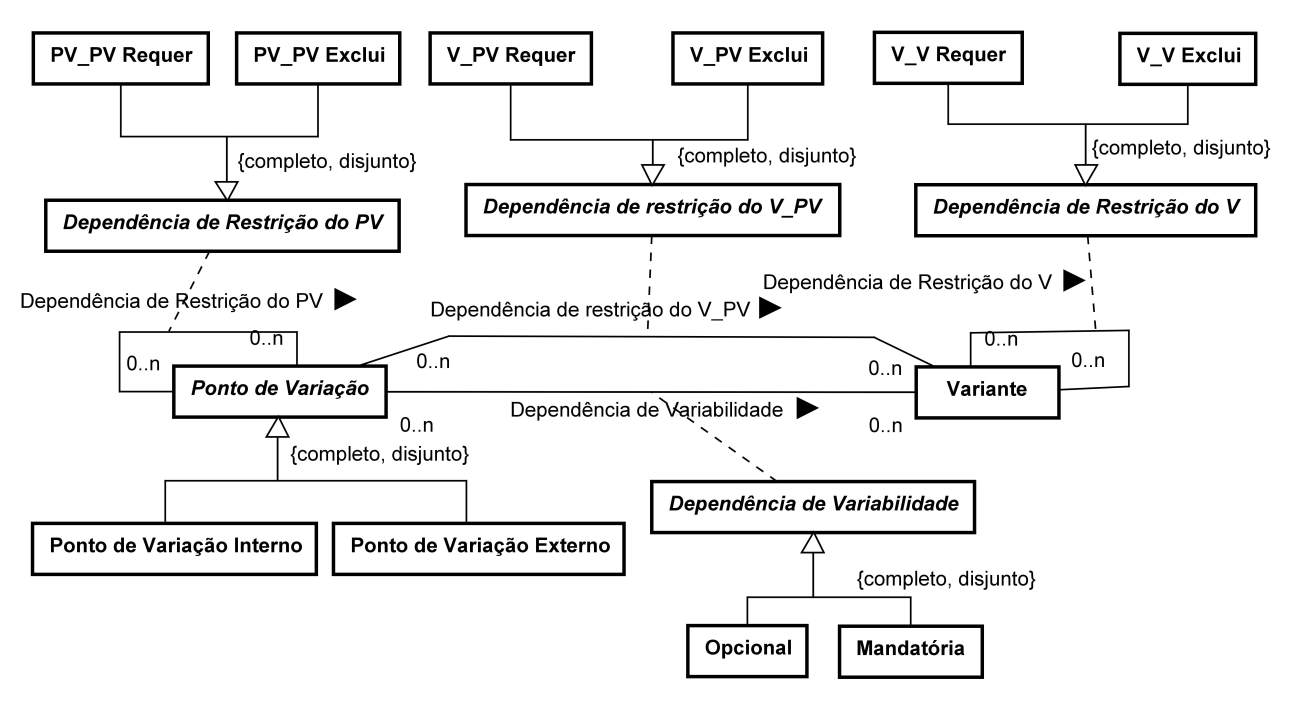 PV_PV Requer
PV_PV Exclui
V_PV Requer
V_PV Exclui
V_V Requer
V_V Exclui
{completo, disjunto}
{completo, disjunto}
{completo, disjunto}
Dependência de Restrição do PV
Dependência de restrição do V_PV
Dependência de Restrição do V
Dependência de Restrição do PV
Dependência de restrição do V_PV
Dependência de Restrição do V
0..n
0..n
0..n
0..n
0..n
0..n
Ponto de Variação
Variante
Dependência de Variabilidade
0..n
0..n
{completo, disjunto}
Dependência de Variabilidade
Ponto de Variação Interno
Ponto de Variação Externo
{completo, disjunto}
Opcional
Mandatória